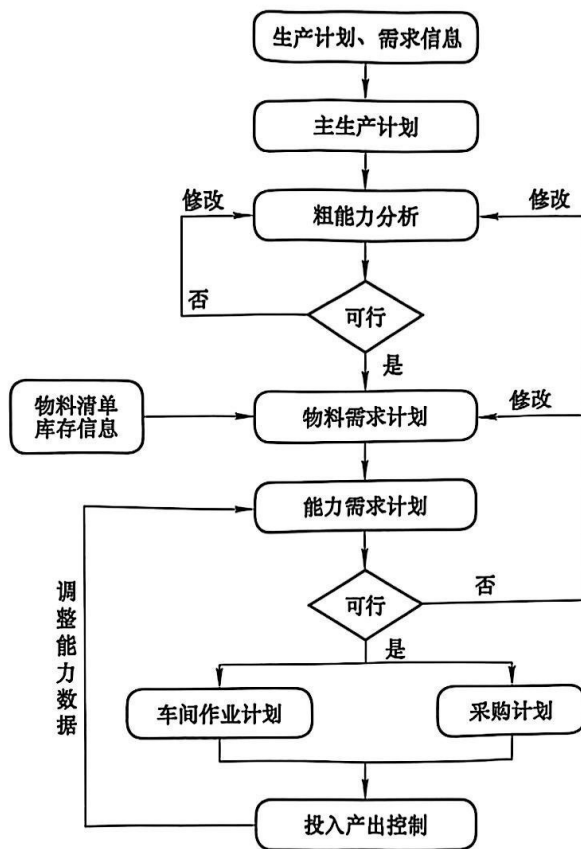 生产计划、需求信息
主生产计划
修改
粗能力分析
修改
否
可行
是
物料清单
库存信息
物料需求计划
修改
能力需求计划
调整能力数据
可行
否
是
车间作业计划
采购计划
投入产出控制